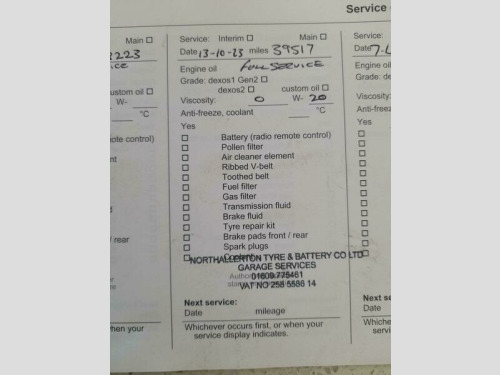 Service
Main □
2223
ustom oil □
W-
°C
ote control)
nt
d
/ rear
hen your
Service: Interim □ Main □
Date 13-10-23 miles 39517
Engine oil FULL SERVICE
Grade: dexos1 Gen2 □
dexos2 □ custom oil □
Viscosity: 0 W- 20
Anti-freeze, coolant °C
Yes
□ Battery (radio remote control)
□ Pollen filter
□ Air cleaner element
□ Ribbed V-belt
□ Toothed belt
□ Fuel filter
□ Gas filter
□ Transmission fluid
□ Brake fluid
□ Tyre repair kit
□ Brake pads front / rear
□ Spark plugs
NORTHALLERTON TYRE & BATTERY CO LTD
GARAGE SERVICES
01609 775461
VAT NO 256 5586 14
Next service:
Date mileage
Whichever occurs first, or when your
service display indicates.
Service:
Date 7.
Engine oil
Grade: de
Viscosity:
Anti-freeze,
Yes
Next se
Date
Whiche
servi